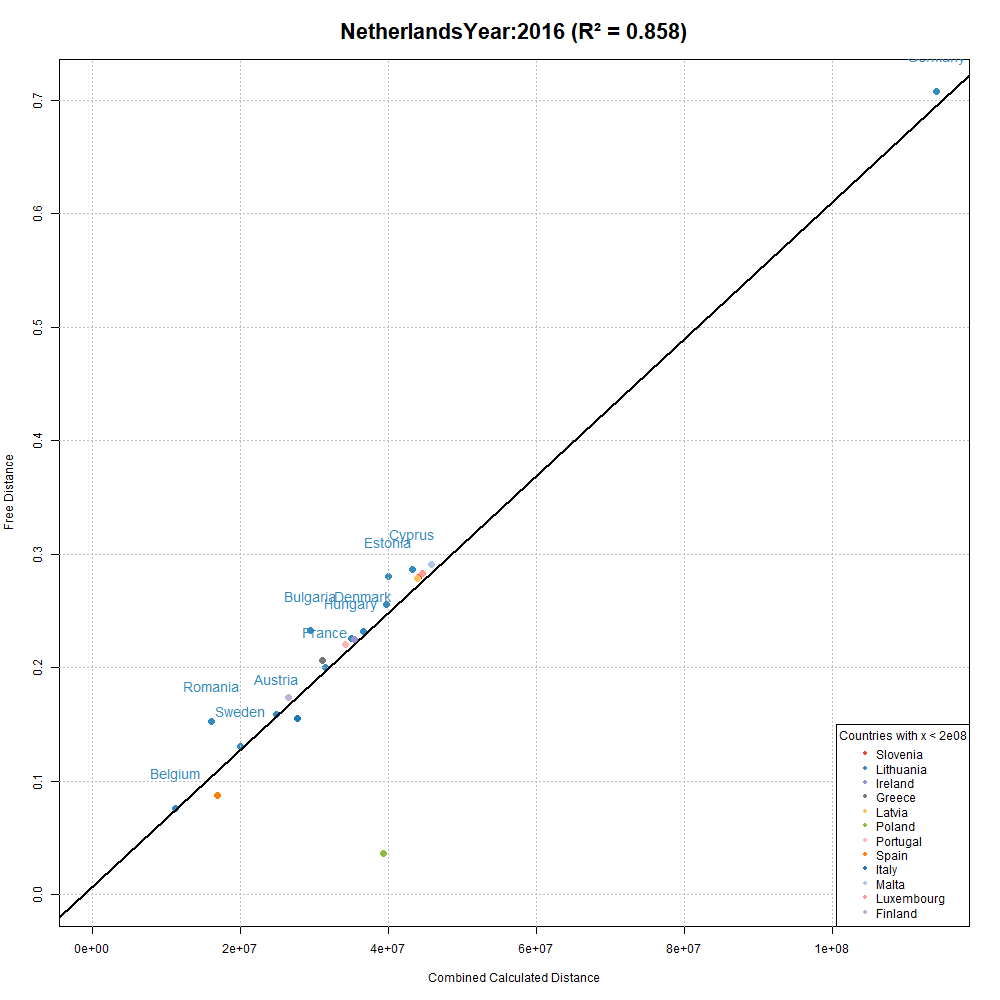 NetherlandsYear:2016 (R² = 0.858)
Germany
0.7
0.6
0.5
0.4
0.3
0.2
0.1
0.0
Free Distance
Cyprus
Estonia
Bulgaria
Denmark
Hungary
France
Austria
Romania
Sweden
Belgium
Countries with x < 2e08
Slovenia
Lithuania
Ireland
Greece
Latvia
Poland
Portugal
Spain
Italy
Malta
Luxembourg
Finland
0e+00 2e+07 4e+07 6e+07 8e+07 1e+08
Combined Calculated Distance